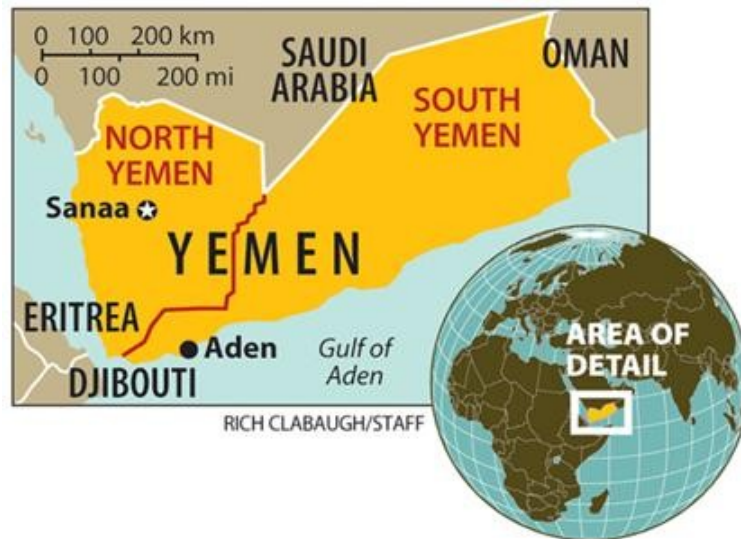 0 100 200 km
0 100 200 mi
SAUDI
ARABIA
OMAN
NORTH
YEMEN
SOUTH
YEMEN
Sanaa
YEMEN
ERITREA
Aden
Gulf of
Aden
DJIBOUTI
AREA OF
DETAIL
RICH CLABAUGH/STAFF